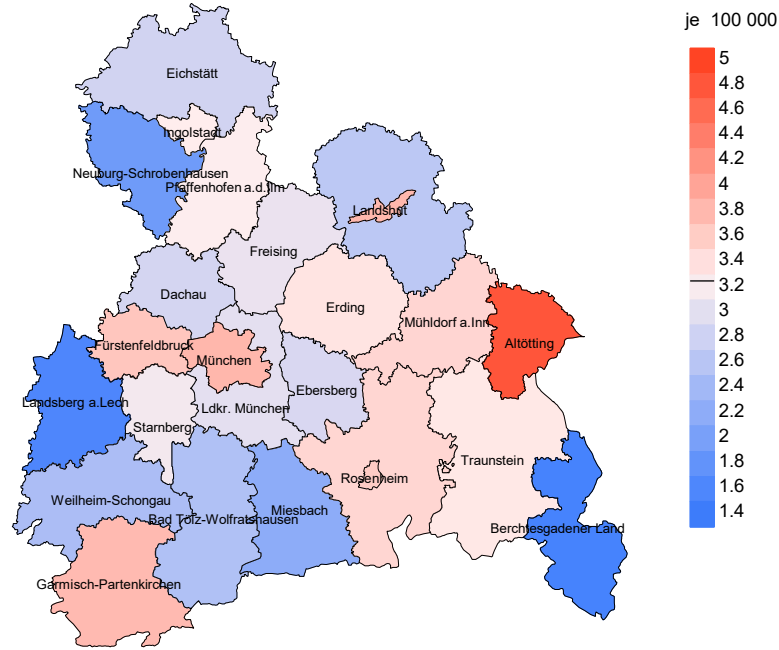 je 100 000
5
4.8
4.6
4.4
4.2
4
3.8
3.6
3.4
3.2
3
2.8
2.6
2.4
2.2
2
1.8
1.6
1.4
Eichstätt
Ingolstadt
Neuburg-Schrobenhausen
Pfaffenhofen a.d.Ilm
Landshut
Freising
Dachau
Erding
Mühldorf a.Inn
Altötting
Fürstenfeldbruck
München
Ebersberg
Landsberg a.Lech
Ldkr. München
Starnberg
Traunstein
Rosenheim
Weilheim-Schongau
Miesbach
Bad Tölz-Wolfratshausen
Berchtesgadener Land
Garmisch-Partenkirchen